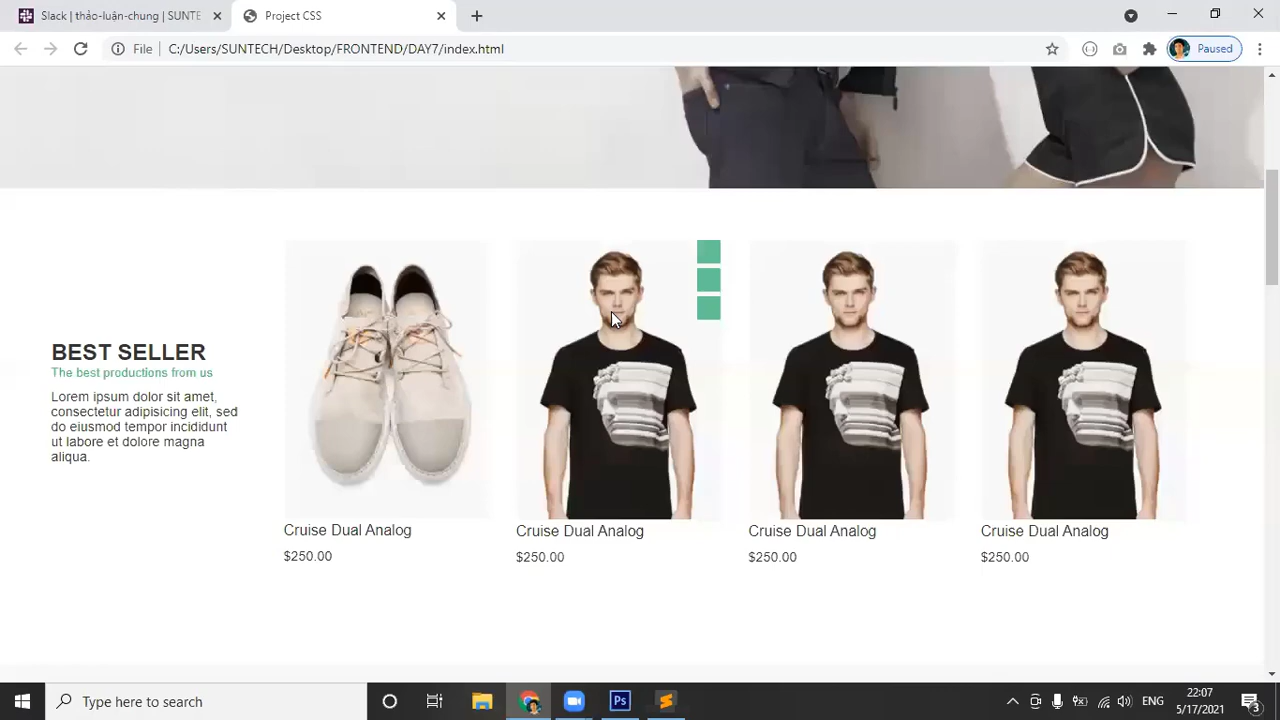 Slack | thảo-luận-chung | SUNTE
Project CSS
File
C:/Users/SUNTECH/Desktop/FRONTEND/DAY7/index.html
Paused
BEST SELLER
The best productions from us
Lorem ipsum dolor sit amet,
consectetur adipisicing elit, sed
do eiusmod tempor incididunt
ut labore et dolore magna
aliqua.
Cruise Dual Analog
$250.00
Cruise Dual Analog
$250.00
Cruise Dual Analog
$250.00
Cruise Dual Analog
$250.00
Type here to search
Ps
ENG
22:07
5/17/2021
3